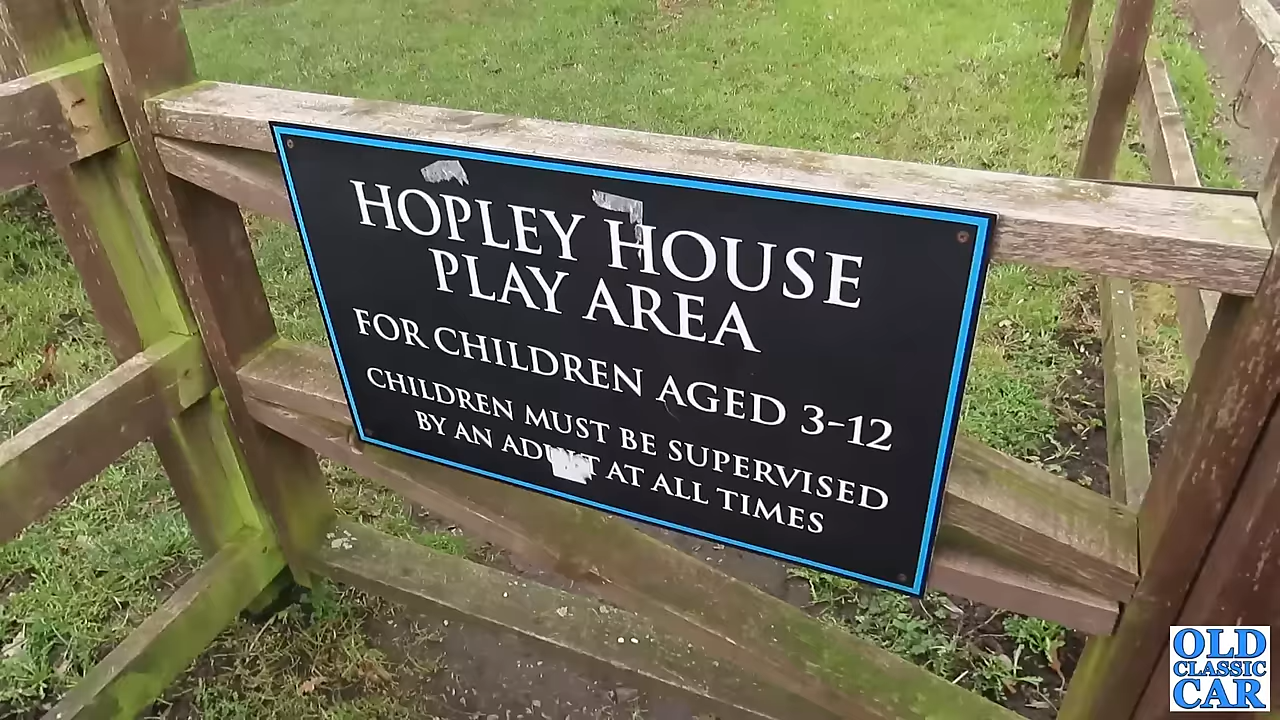 HOPLEY HOUSE
PLAY AREA
FOR CHILDREN AGED 3-12
CHILDREN MUST BE SUPERVISED
BY AN ADULT AT ALL TIMES
OLD
CLASSIC
CAR